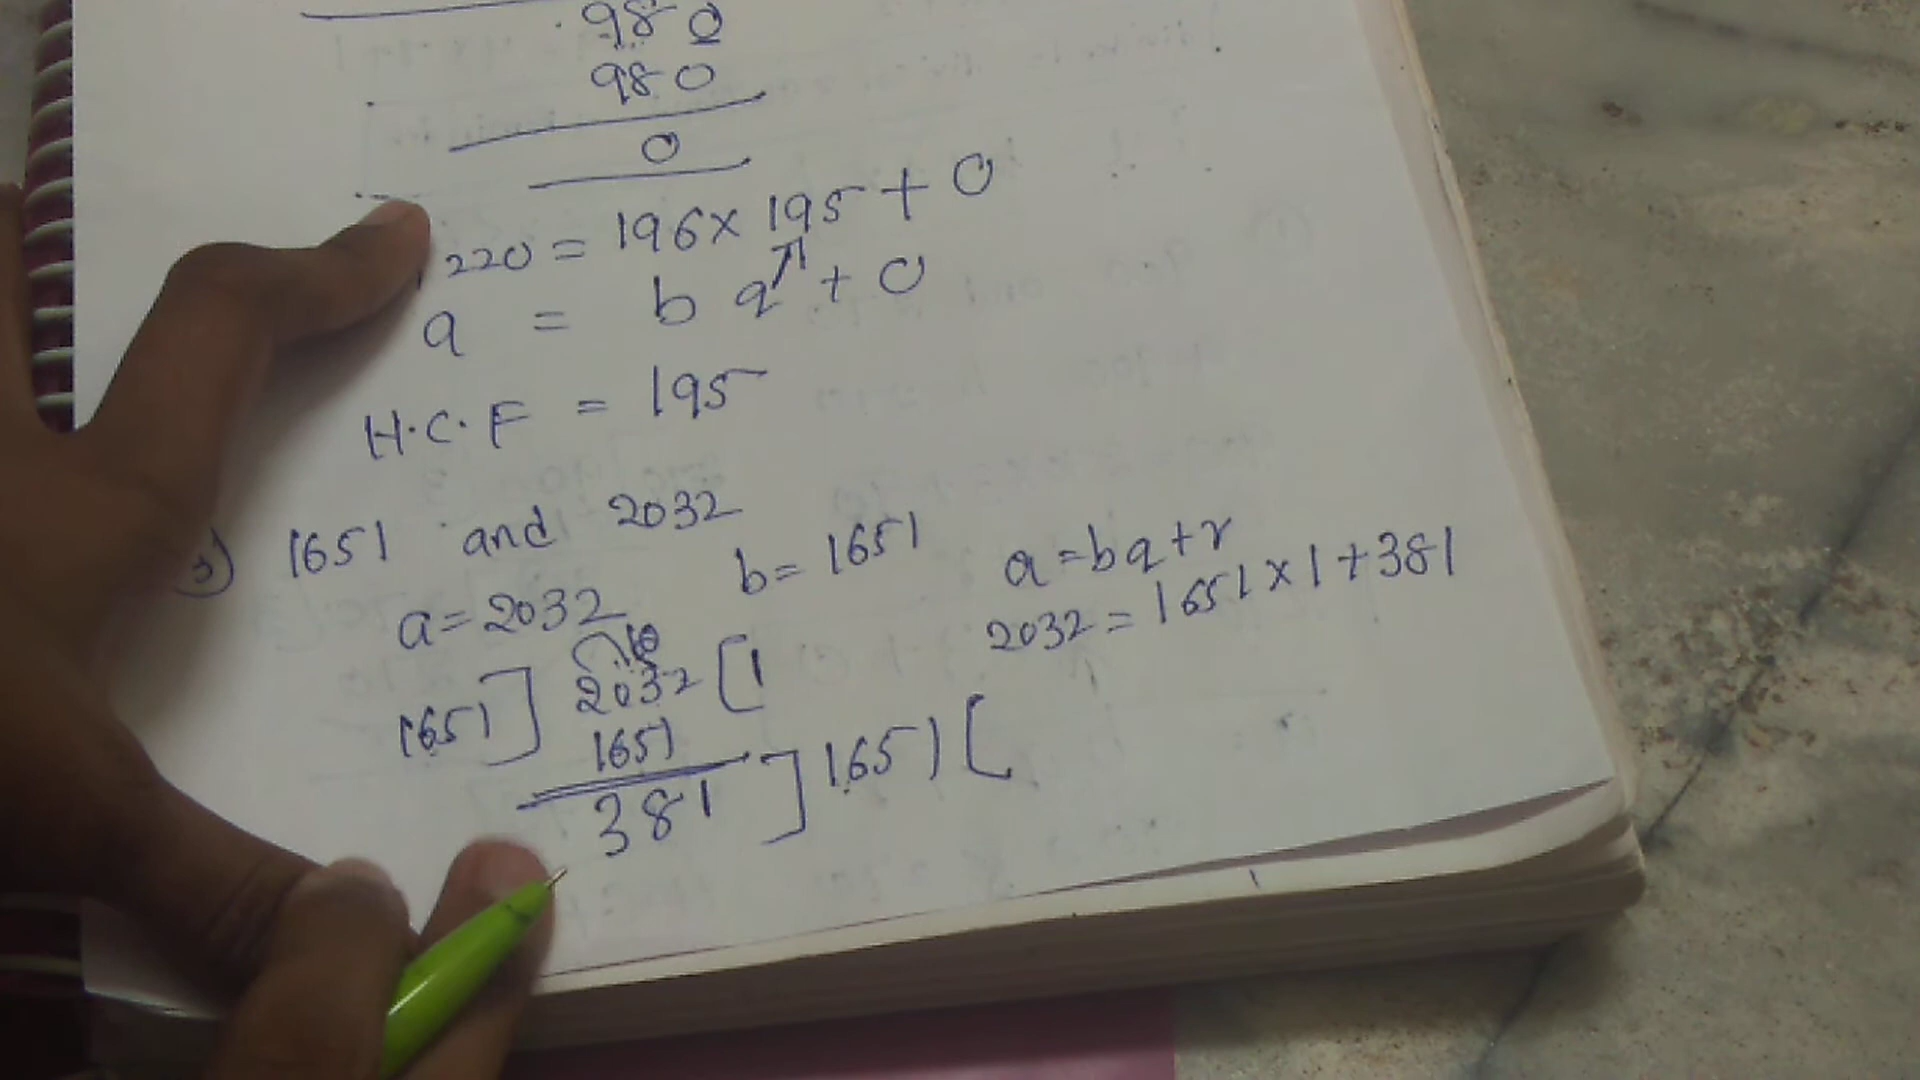 980
980
0
220 = 196 x 195 + 0
a = b q + 0
H.C.F = 195
3) 1651 and 2032
a = 2032 b = 1651 a = bq + r
2032 = 1651 x 1 + 381
1651] 2032 [1
1651
381 ] 1651 [